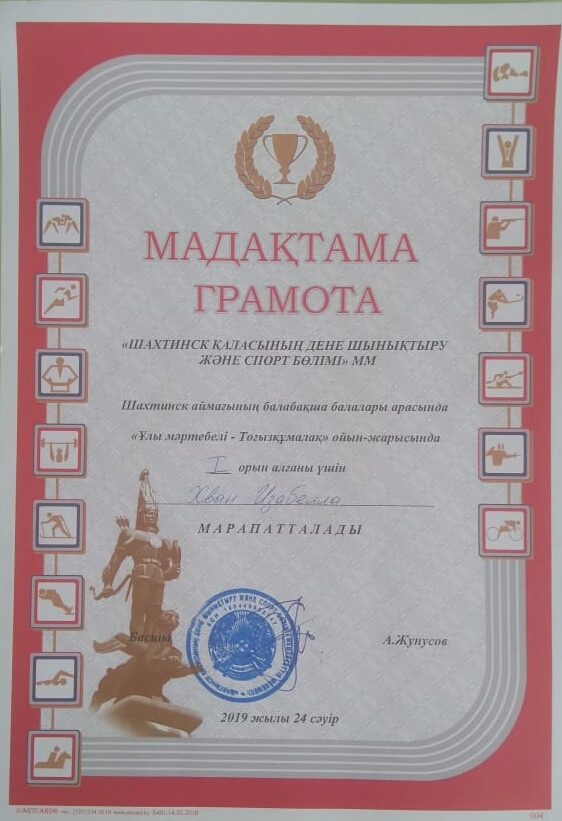 МАДАҚТАМА
ГРАМОТА
«ШАХТИНСК ҚАЛАСЫНЫҢ ДЕНЕ ШЫНЫҚТЫРУ
ЖӘНЕ СПОРТ БӨЛІМІ» ММ
Шахтинск аймағының балабақша балалары арасында
«Ұлы мәртебелі - Тоғызқұмалақ» ойын-жарысында
I орын алғаны үшін
Хван Изабелла
МАРАПАТТАЛАДЫ
Басшы
А.Жунусов
2019 жылы 24 сәуір
004